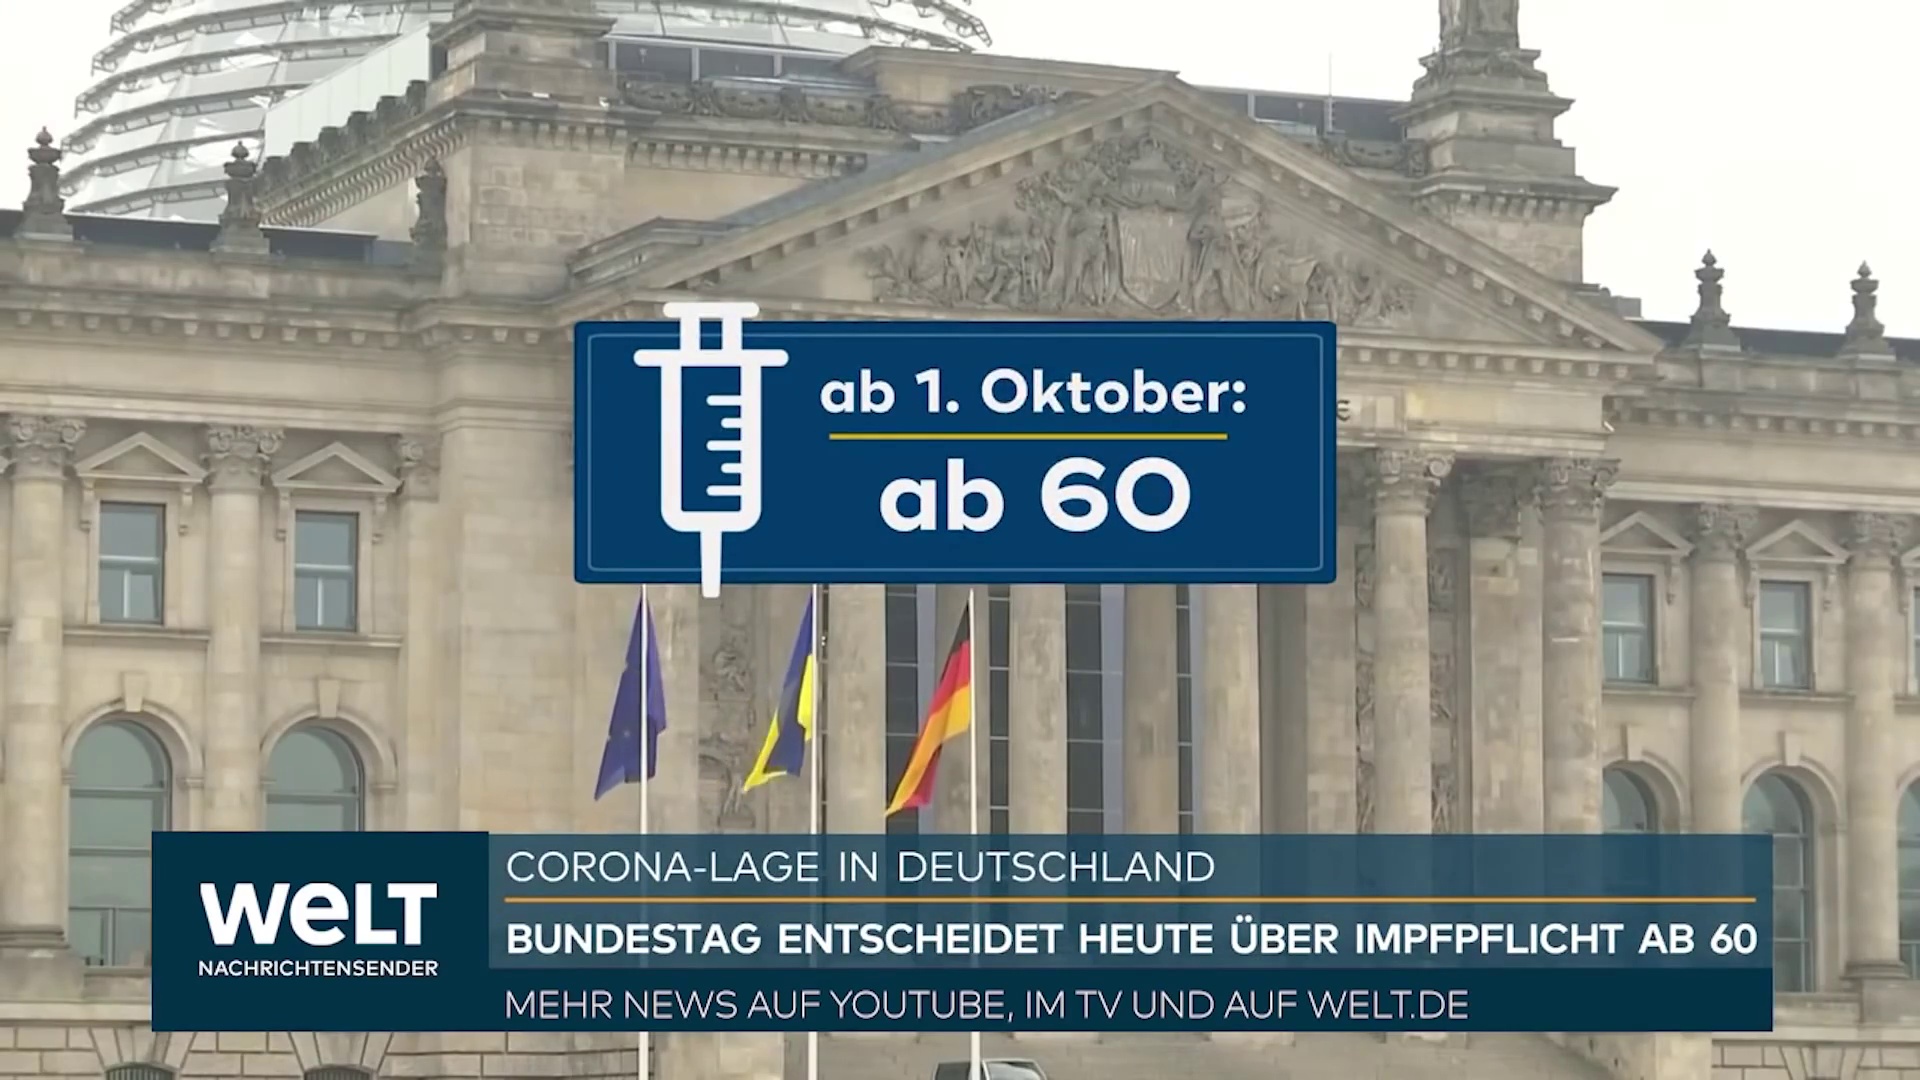 ab 1. Oktober:
ab 60
CORONA-LAGE IN DEUTSCHLAND
WELT
NACHRICHTENSENDER
BUNDESTAG ENTSCHEIDET HEUTE ÜBER IMPFPFLICHT AB 60
MEHR NEWS AUF YOUTUBE, IM TV UND AUF WELT.DE